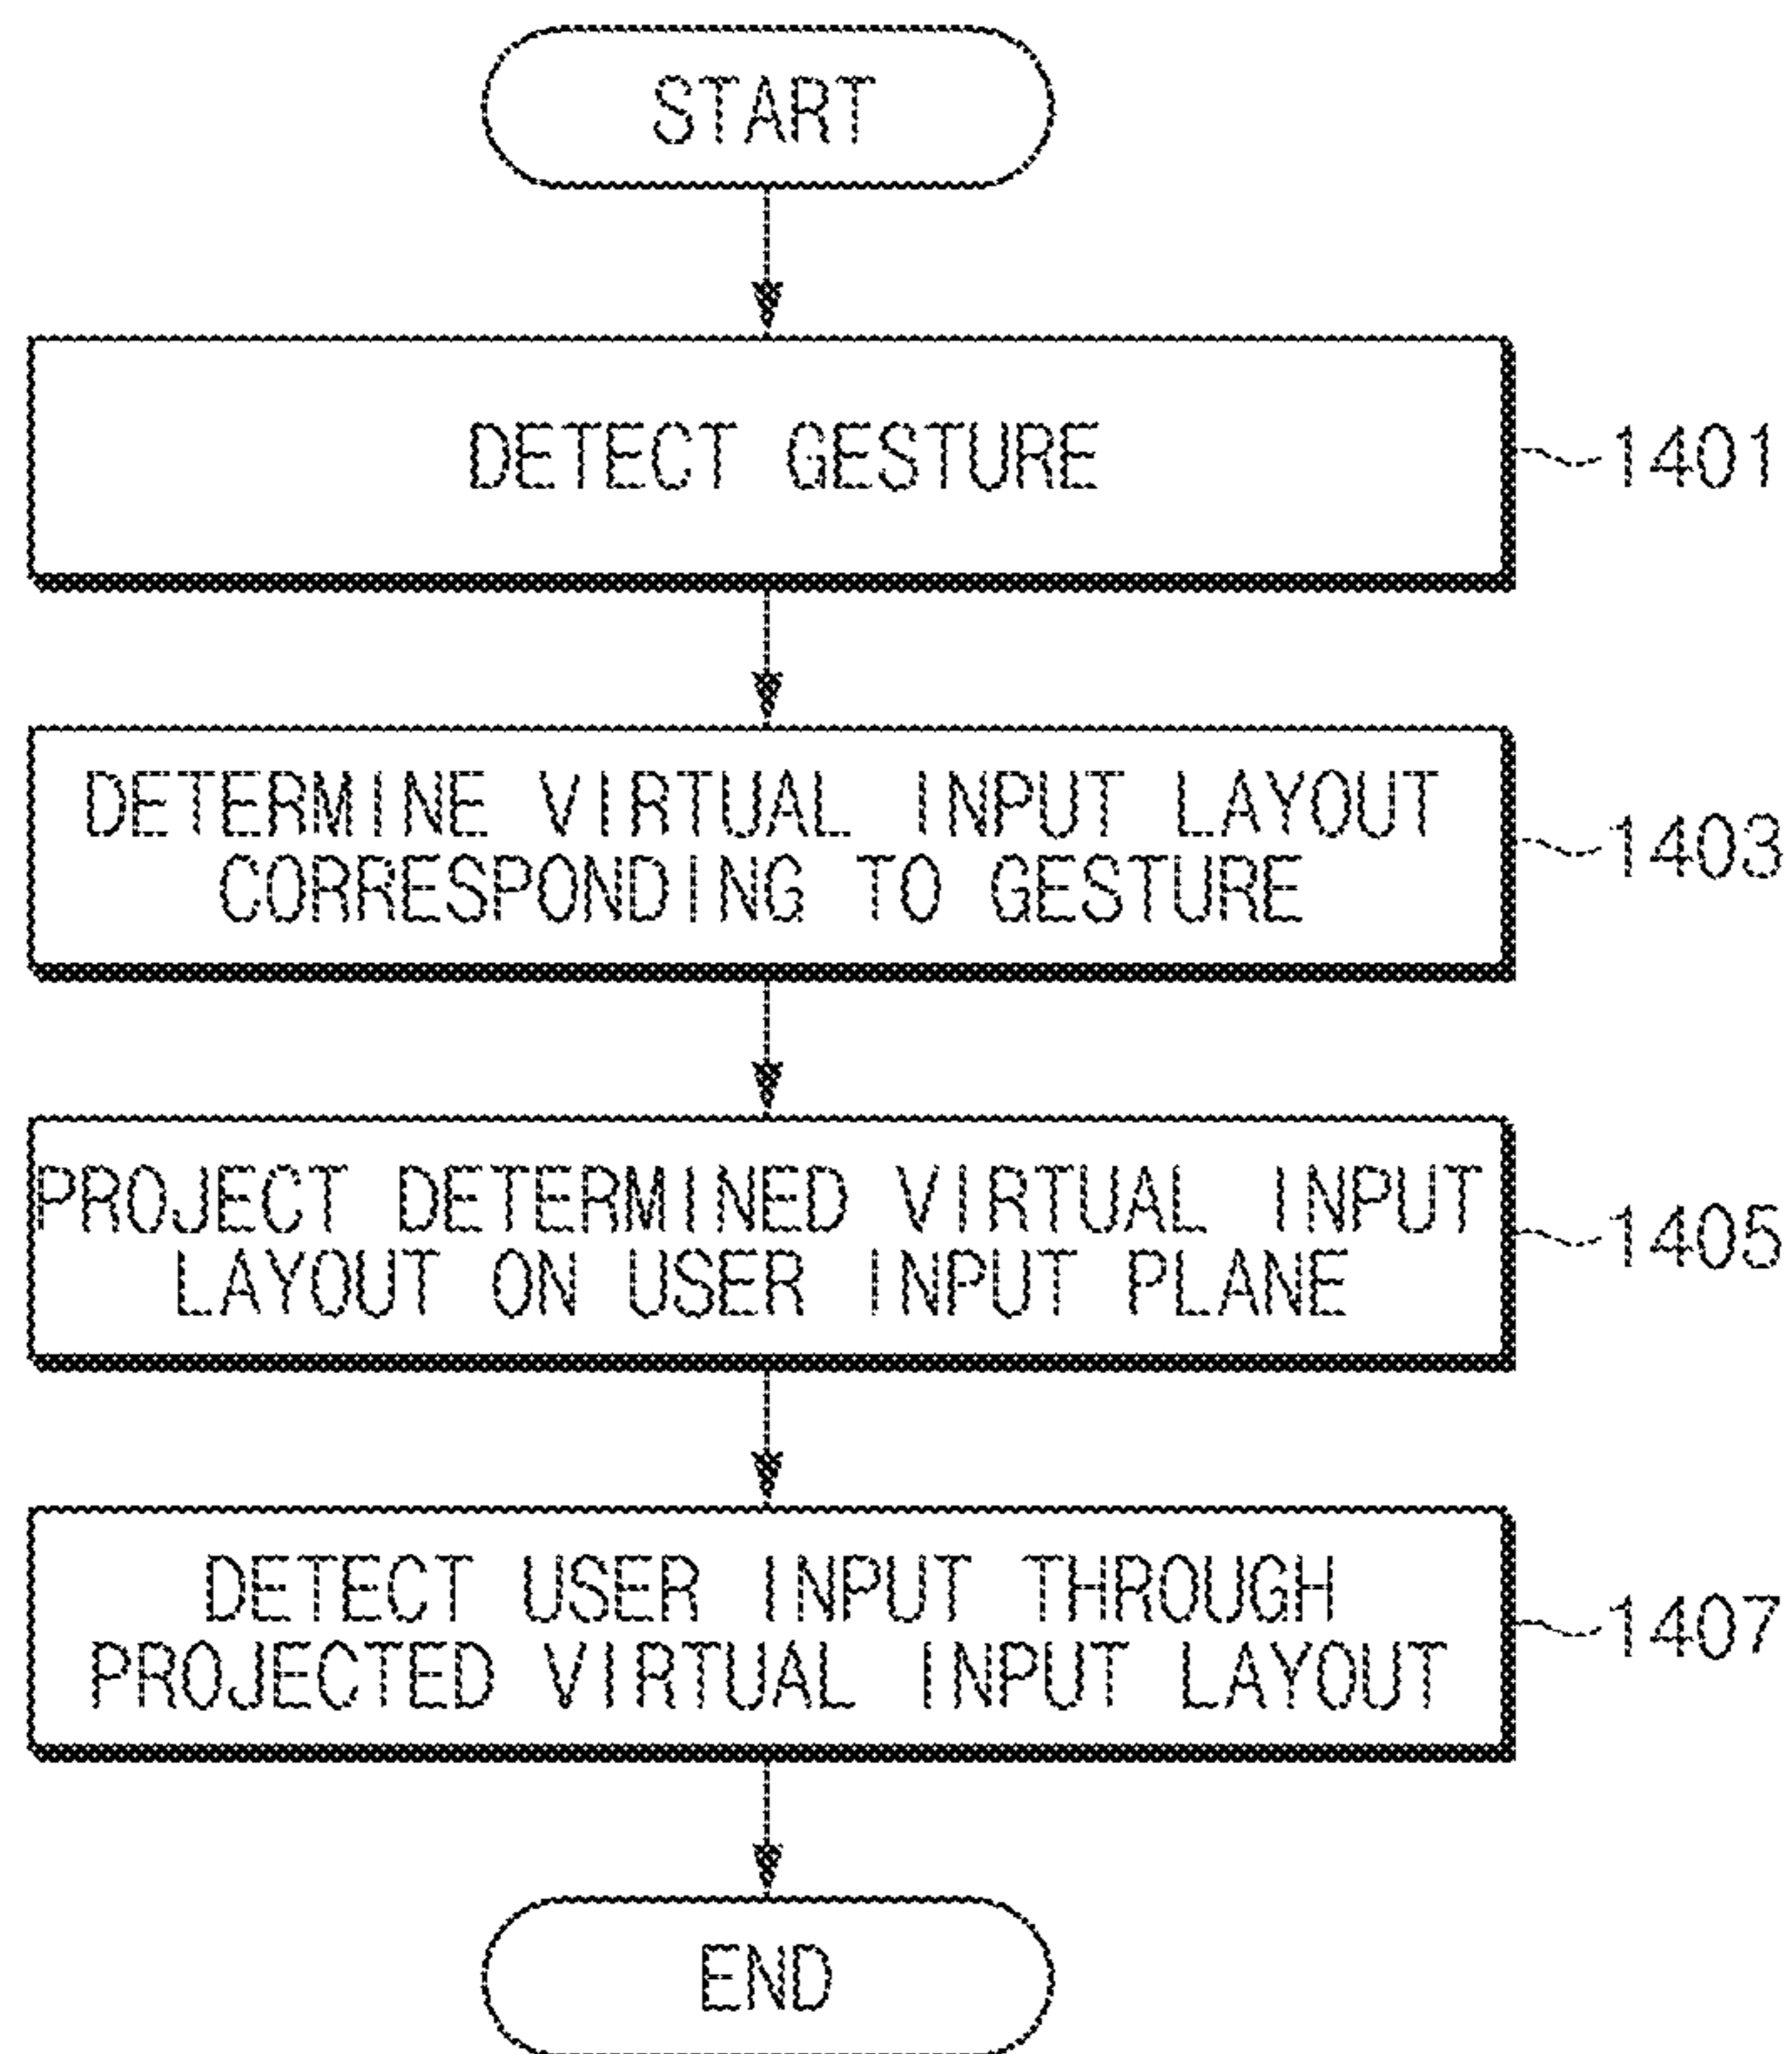 START
DETECT GESTURE
1401
DETERMINE VIRTUAL INPUT LAYOUT
CORRESPONDING TO GESTURE
1403
PROJECT DETERMINED VIRTUAL INPUT
LAYOUT ON USER INPUT PLANE
1405
DETECT USER INPUT THROUGH
PROJECTED VIRTUAL INPUT LAYOUT
1407
END